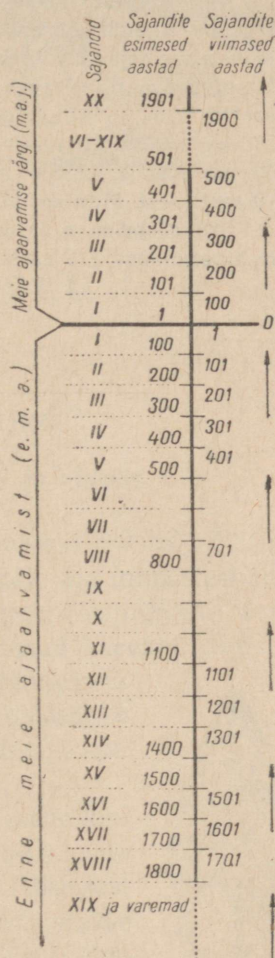 Sajandid
Sajandite esimesed aastad
Sajandite viimased aastad
Meie ajaarvamise järgi (m.a.j.)
Enne meie ajaarvamist (e. m. a.)
XX 1901
1900
VI-XIX
501
V 500
401
IV 400
301
III 300
201
II 200
101
I 100
1
0
I 1
100
II 101
200
III 201
300
IV 301
400
V 401
500
VI
VII
VIII 800 701
IX
X
XI 1100
XII 1101
XIII 1201
XIV 1400 1301
XV 1500
XVI 1600 1501
XVII 1700 1601
XVIII 1800 1701
XIX ja varemad